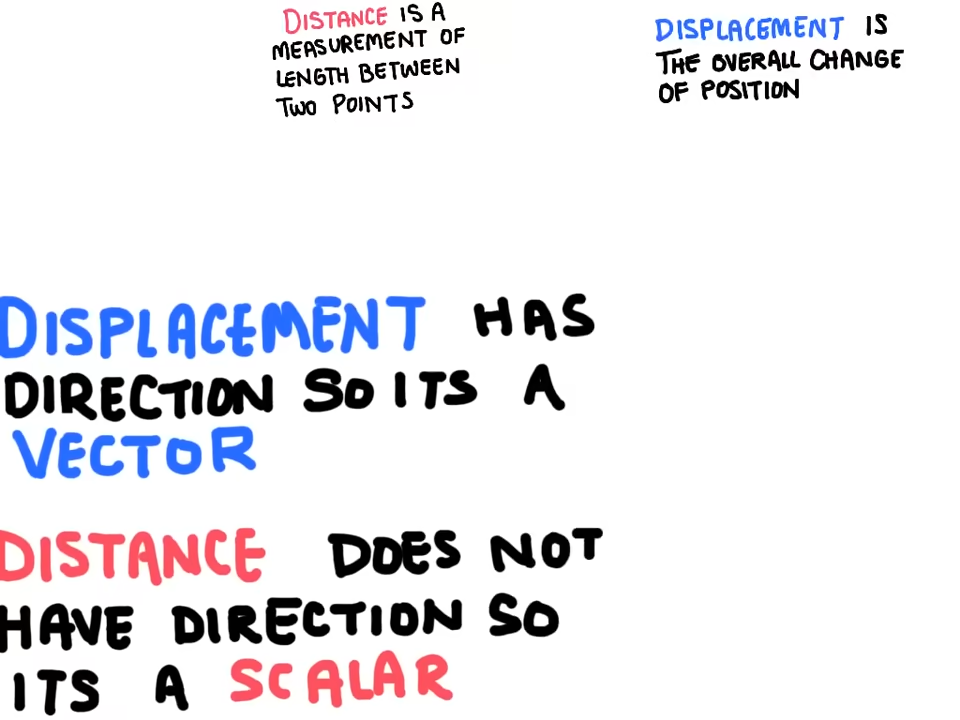 DISTANCE IS A
MEASUREMENT OF
LENGTH BETWEEN
TWO POINTS
DISPLACEMENT IS
THE OVERALL CHANGE
OF POSITION
DISPLACEMENT HAS
DIRECTION SO ITS A
VECTOR
DISTANCE DOES NOT
HAVE DIRECTION SO
ITS A SCALAR